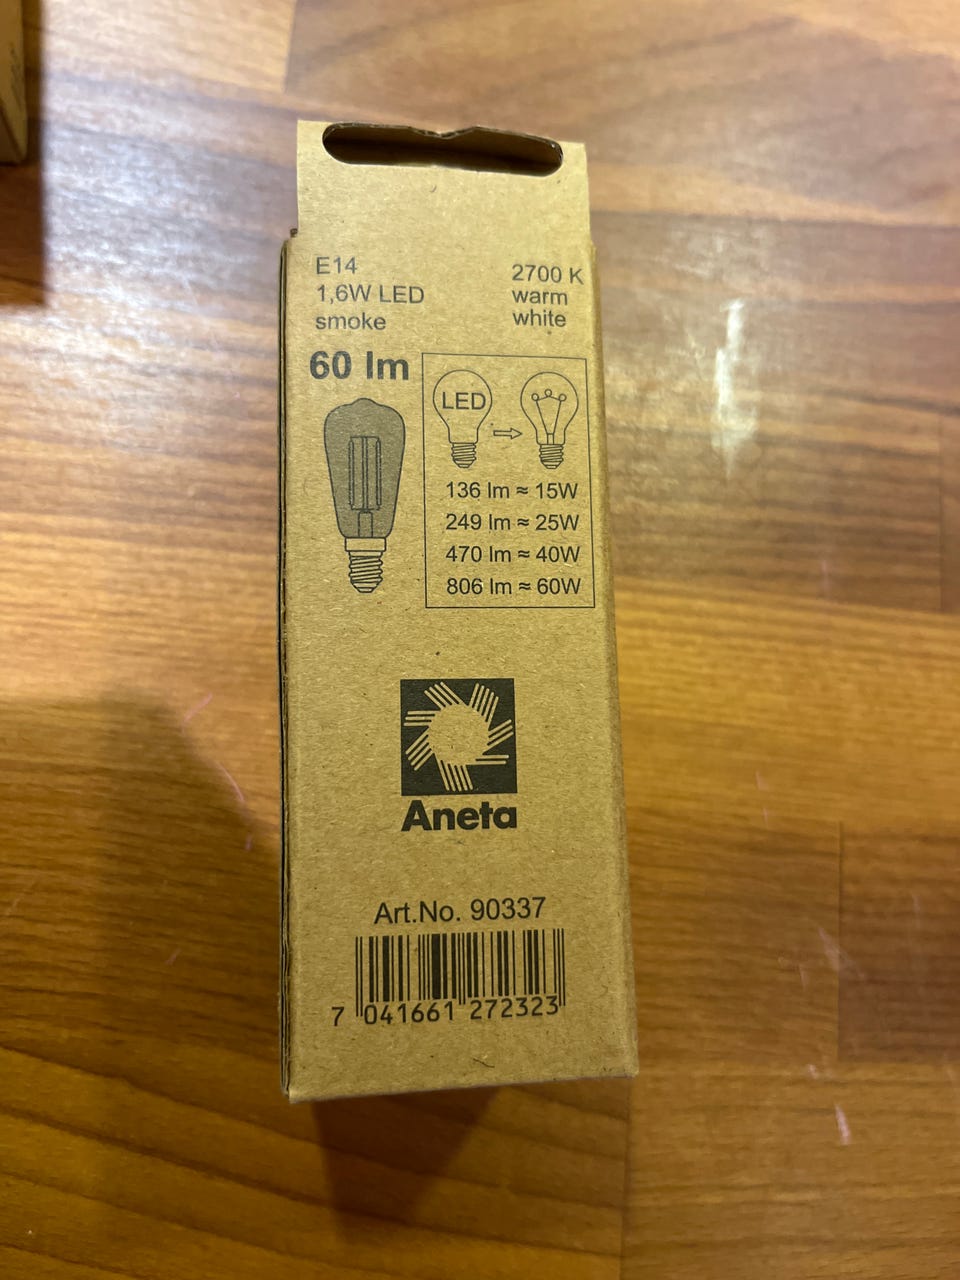 E14
1,6W LED
smoke
2700 K
warm
white
60 lm
LED
136 lm ≈ 15W
249 lm ≈ 25W
470 lm ≈ 40W
806 lm ≈ 60W
Aneta
Art.No. 90337
7 041661 272323